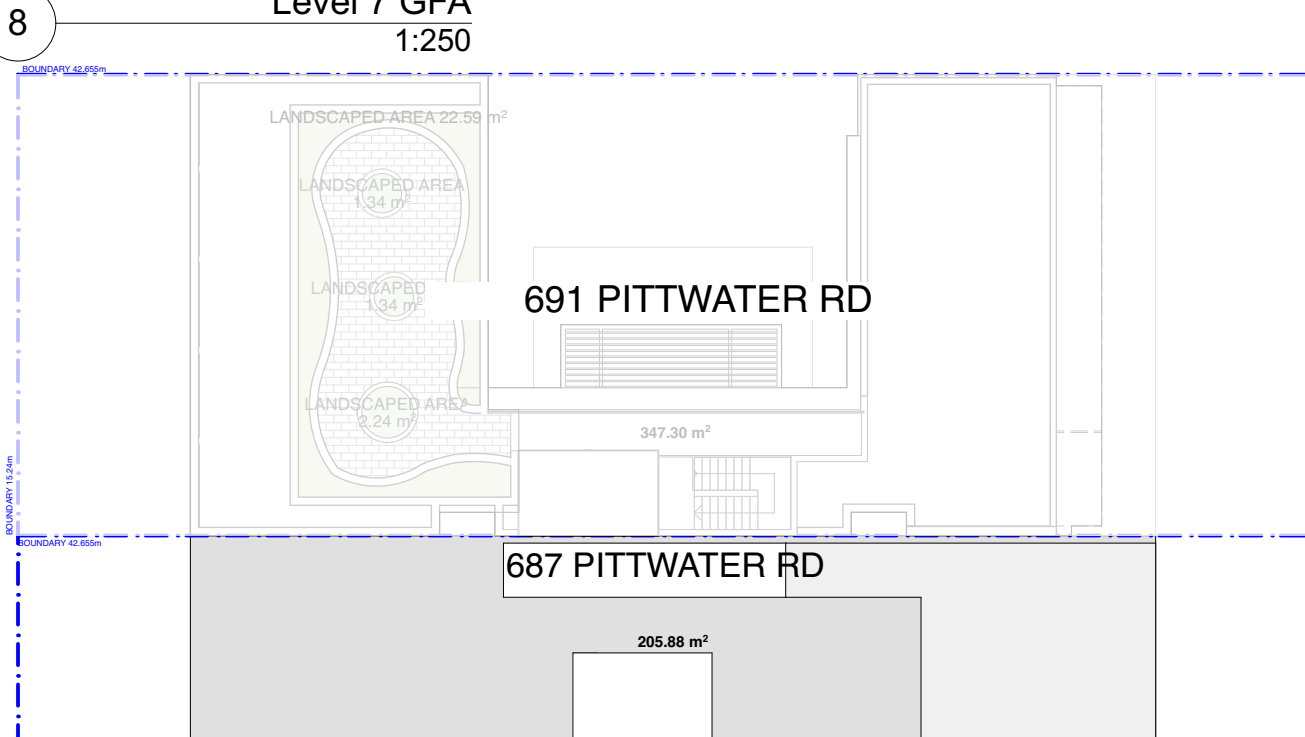 8
Level 7 GFA
1:250
BOUNDARY 42.655m
LANDSCAPED AREA 22.59 m²
LANDSCAPED AREA
1.34 m²
LANDSCAPED
1.34 m²
691 PITTWATER RD
LANDSCAPED AREA
2.24 m²
347.30 m²
BOUNDARY 15.24m
BOUNDARY 42.655m
687 PITTWATER RD
205.88 m²